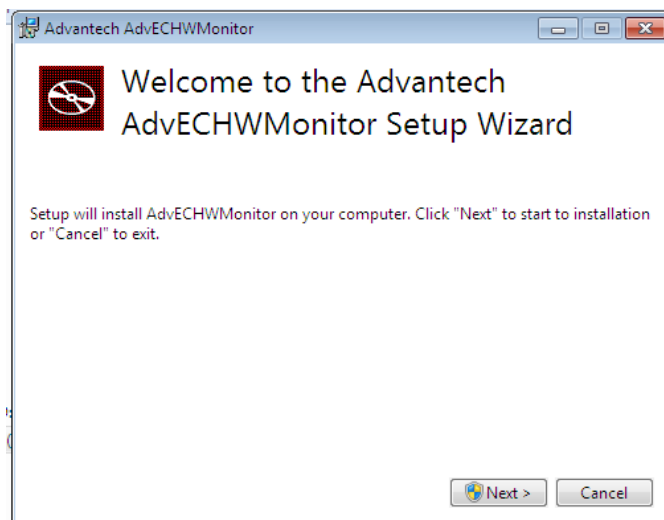 Advantech AdvECHWMonitor
Welcome to the Advantech
AdvECHWMonitor Setup Wizard
Setup will install AdvECHWMonitor on your computer. Click "Next" to start to installation
or "Cancel" to exit.
Next >
Cancel